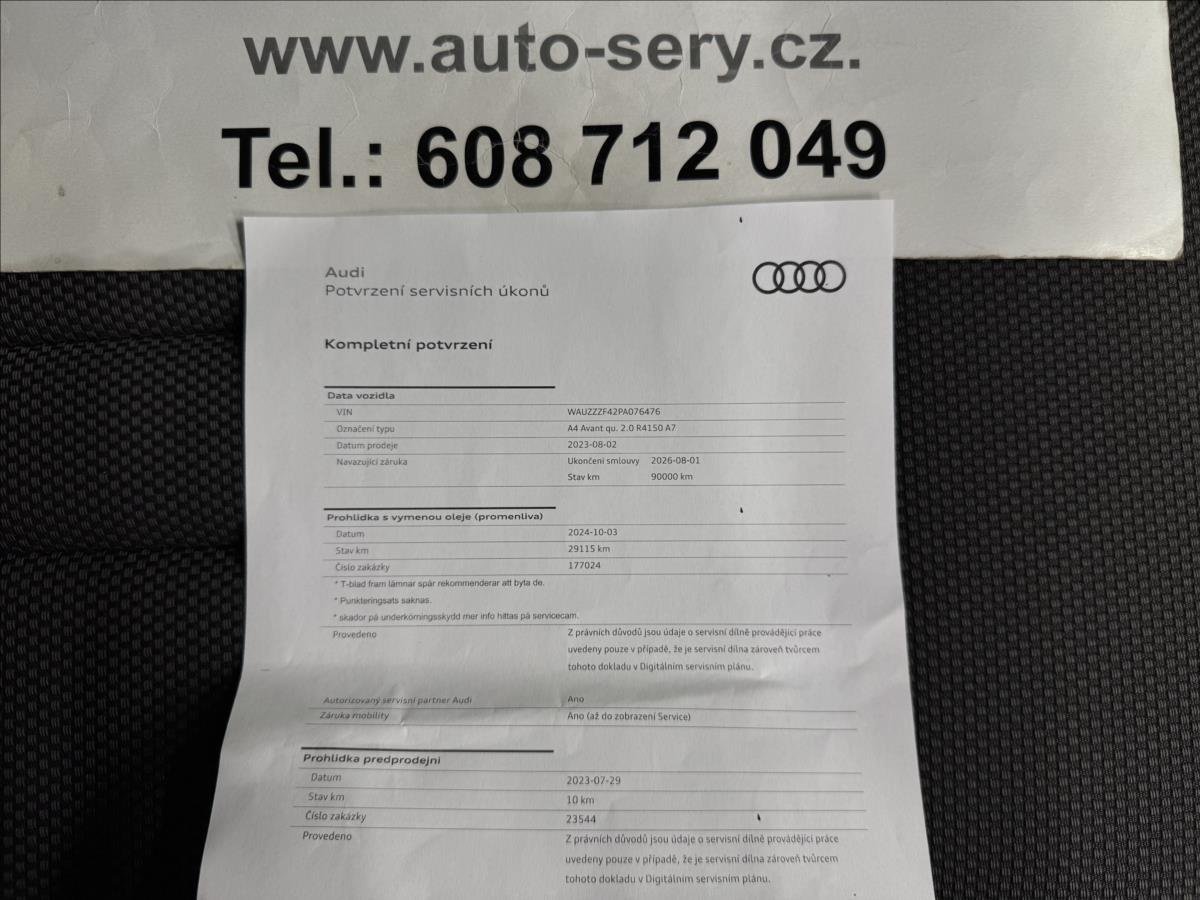 www.auto-sery.cz.
Tel.: 608 712 049
Audi
Potvrzení servisních úkonů
Kompletní potvrzení
Data vozidla
VIN WAUZZZF42PA076476
Označení typu A4 Avant qu. 2.0 R4150 A7
Datum prodeje 2023-08-02
Navazující záruka Ukončení smlouvy 2026-08-01
Stav km 90000 km
Prohlidka s vymenou oleje (promenliva)
Datum 2024-10-03
Stav km 29115 km
Číslo zakázky 177024
* T-blad fram lämnar spår rekommenderar att byta de.
* Punkteringsats saknas.
* skador på underkörningsskydd mer info hittas på servicecam.
Provedeno Z právních důvodů jsou údaje o servisní dílně provádějící práce
uvedeny pouze v případě, že je servisní dílna zároveň tvůrcem
tohoto dokladu v Digitálním servisním plánu.
Autorizovaný servisní partner Audi Ano
Záruka mobility Ano (až do zobrazení Service)
Prohlidka predprodejni
Datum 2023-07-29
Stav km 10 km
Číslo zakázky 23544
Provedeno Z právních důvodů jsou údaje o servisní dílně provádějící práce
uvedeny pouze v případě, že je servisní dílna zároveň tvůrcem
tohoto dokladu v Digitálním servisním plánu.